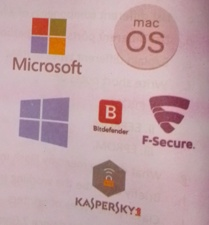 mac
OS
Microsoft
B
Bitdefender
F-Secure.
KASPERSKY